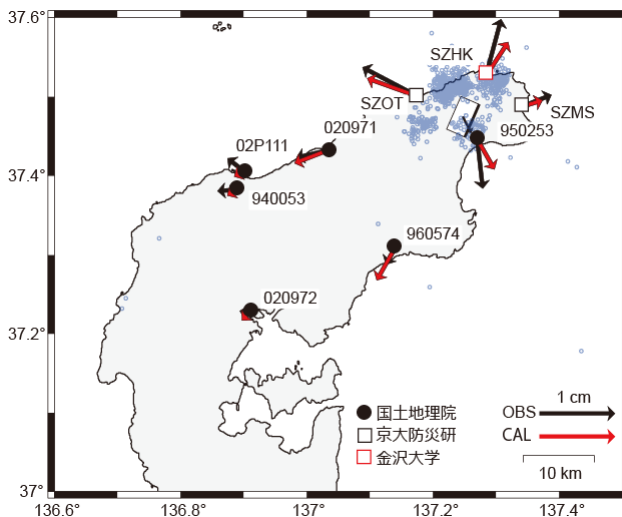 37.6°
SZHK
SZOT
SZMS
02P111
020971
950253
37.4°
940053
960574
020972
37.2°
国土地理院
京大防災研
金沢大学
1 cm
OBS
CAL
10 km
37°
136.6°
136.8°
137°
137.2°
137.4°